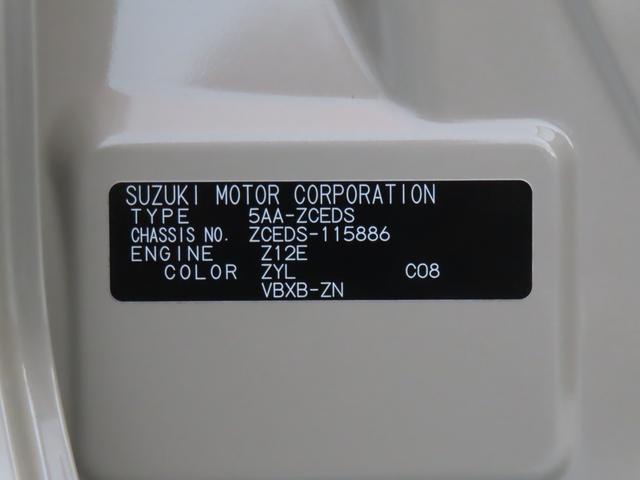 SUZUKI MOTOR CORPORATION
TYPE 5AA-ZCEDS
CHASSIS NO. ZCEDS-115886
ENGINE Z12E
COLOR ZYL C08
VBXB-ZN